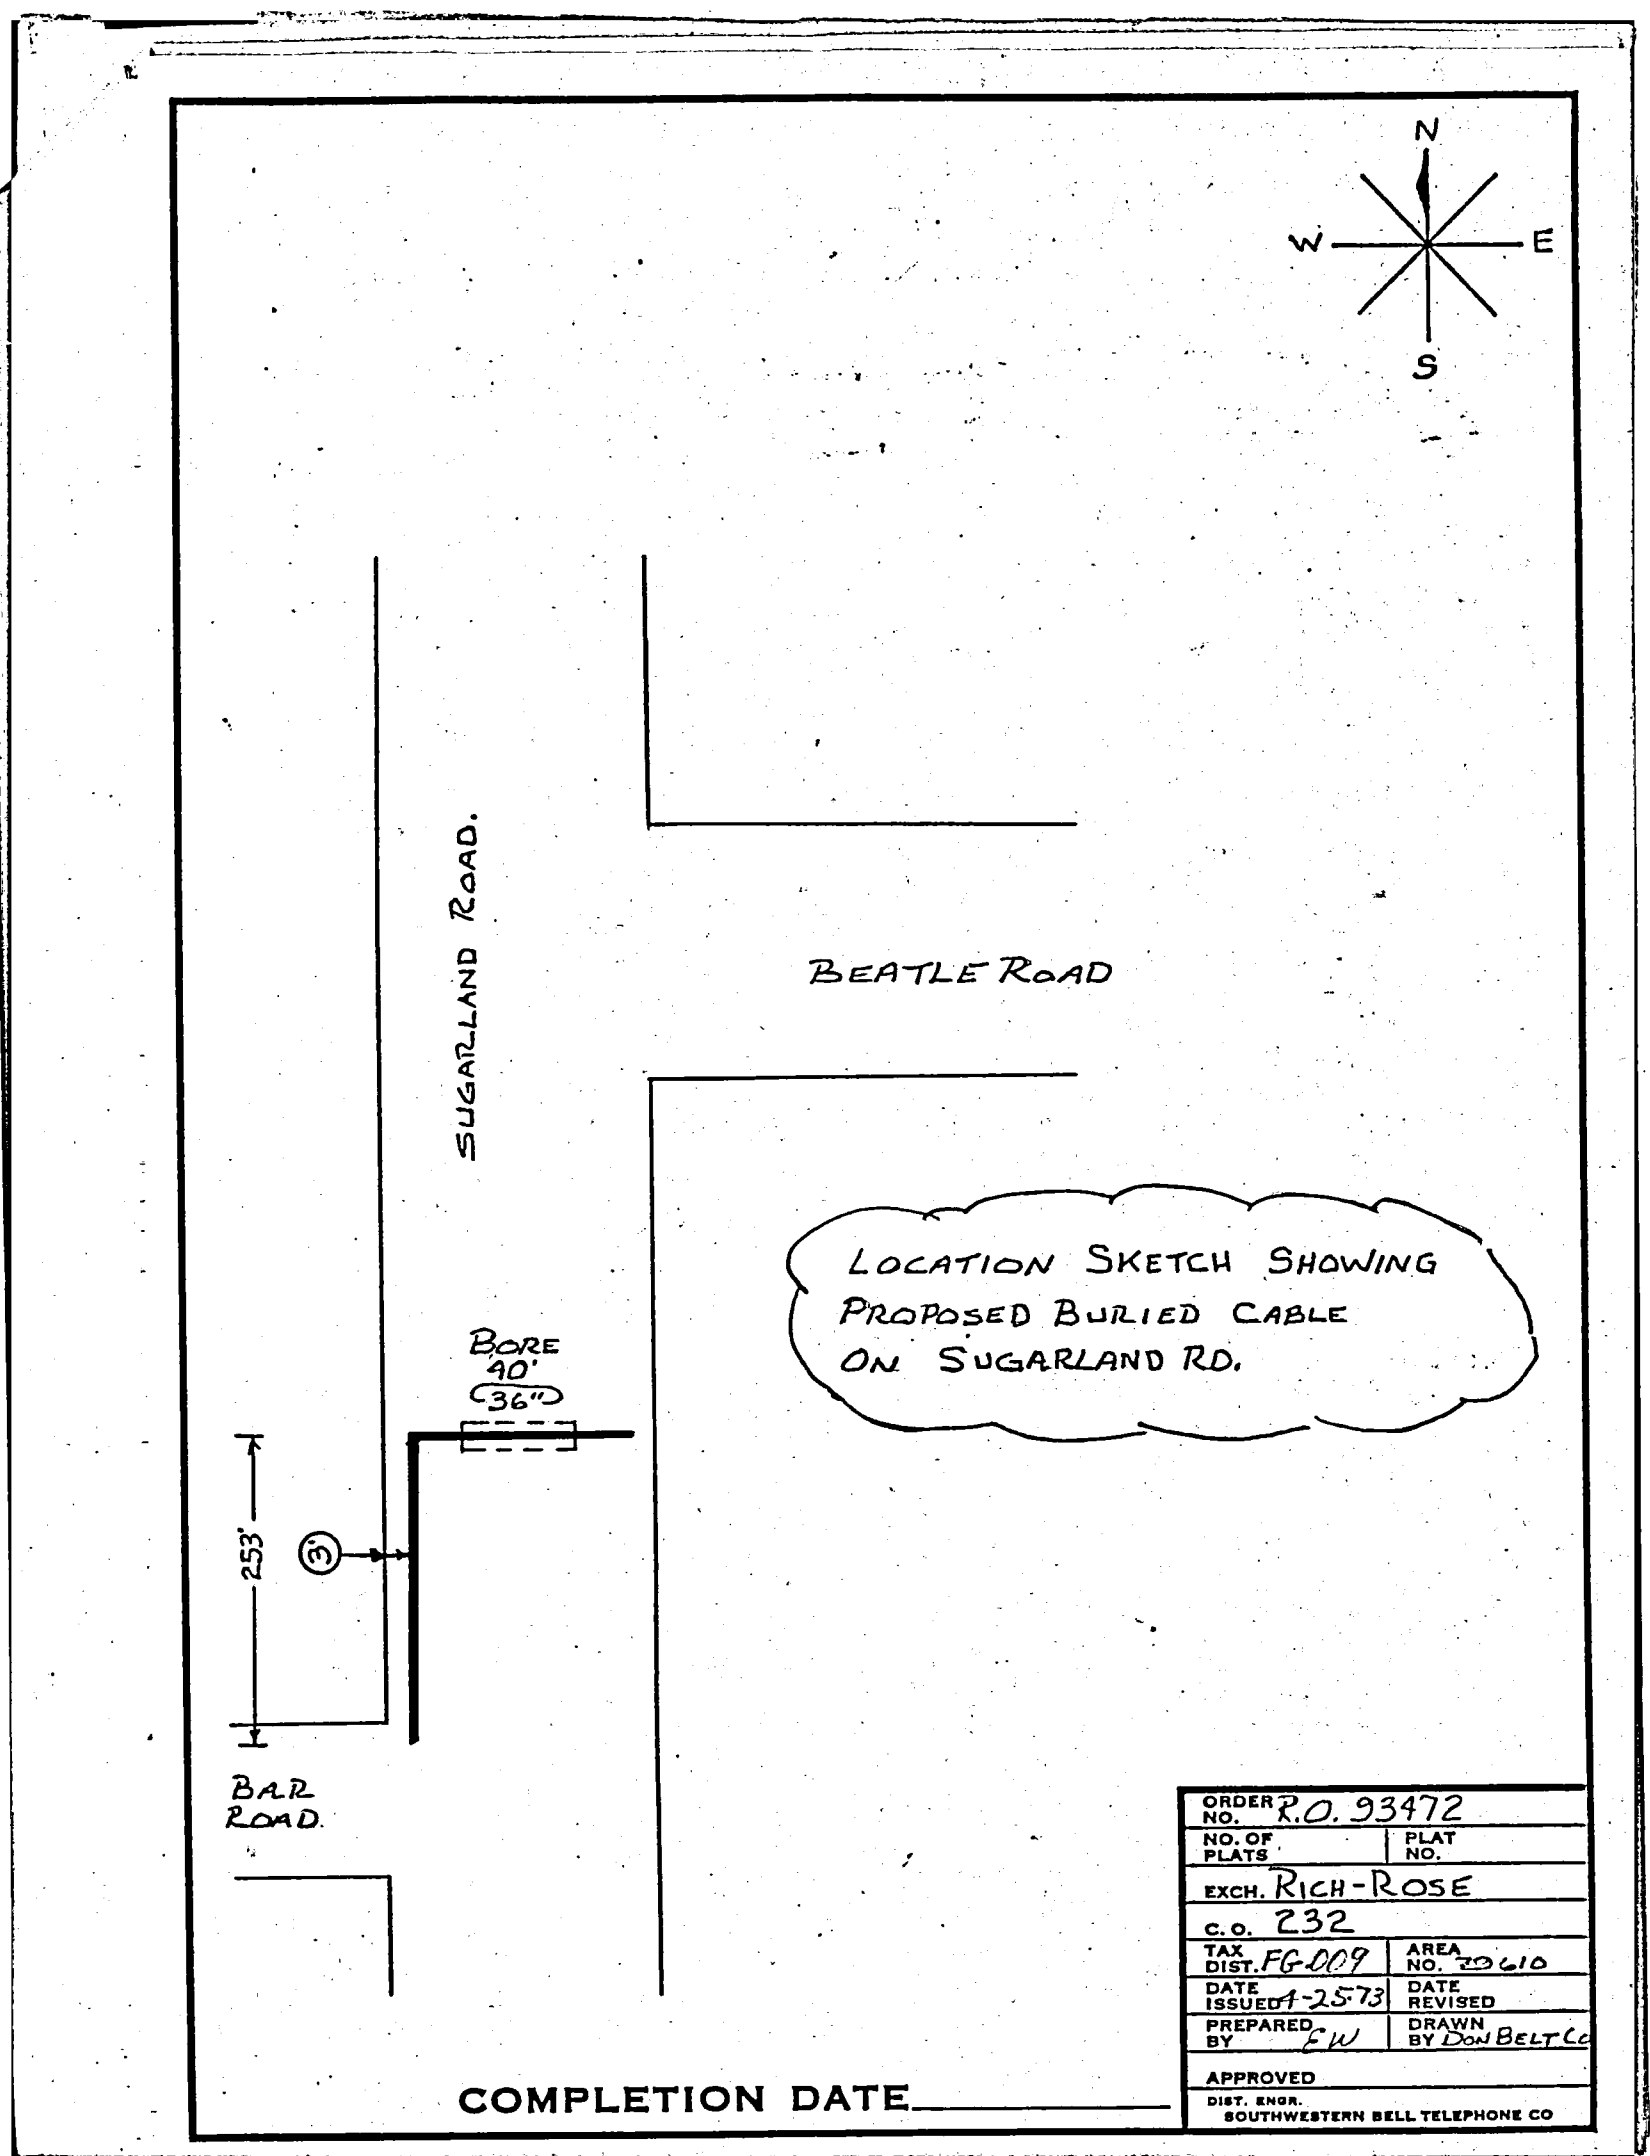 N
W E
S
SUGARLAND ROAD.
BEATLE ROAD
LOCATION SKETCH SHOWING
PROPOSED BURIED CABLE
ON SUGARLAND RD.
BORE
40'
36"
253'
3'
BAR
ROAD.
ORDER NO. R.O. 93472
NO. OF PLATS PLAT NO.
EXCH. RICH-ROSE
C.O. 232
TAX DIST. FG-009 AREA NO.
DATE ISSUED 4-25-73 DATE REVISED
PREPARED BY EW DRAWN BY DON BELT CO
APPROVED
DIST. ENGR.
SOUTHWESTERN BELL TELEPHONE CO
COMPLETION DATE